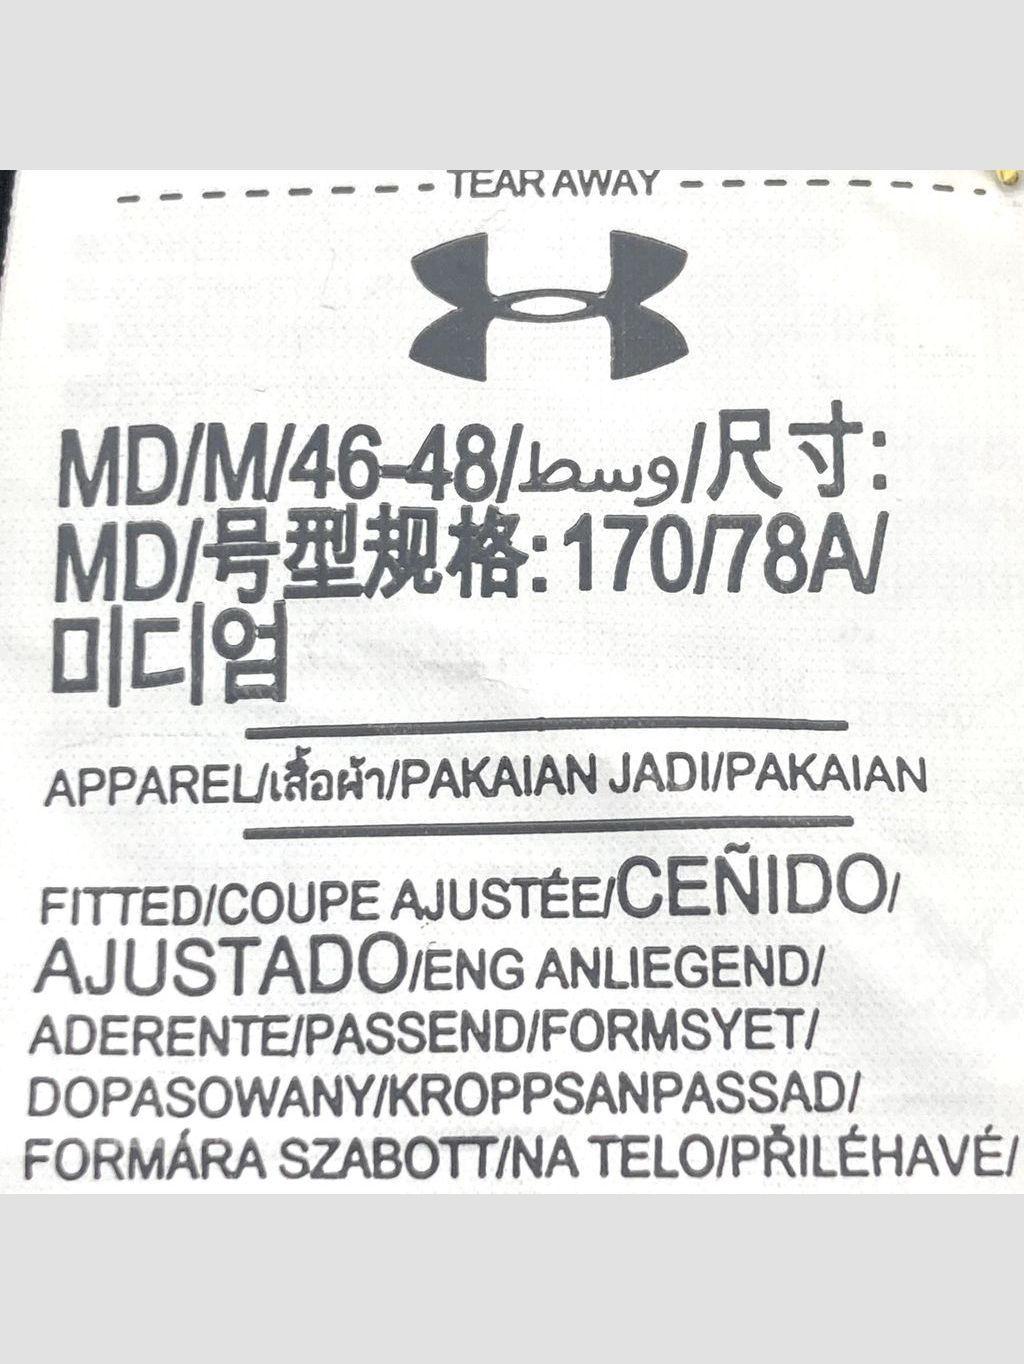 TEAR AWAY
MD/M/46-48/وسط/尺寸:
MD/号型规格:170/78A/
미디엄
APPAREL/เสื้อผ้า/PAKAIAN JADI/PAKAIAN
FITTED/COUPE AJUSTÉE/CEÑIDO/
AJUSTADO/ENG ANLIEGEND/
ADERENTE/PASSEND/FORMSYET/
DOPASOWANY/KROPPSANPASSAD/
FORMÁRA SZABOTT/NA TELO/PŘILÉHAVÉ/